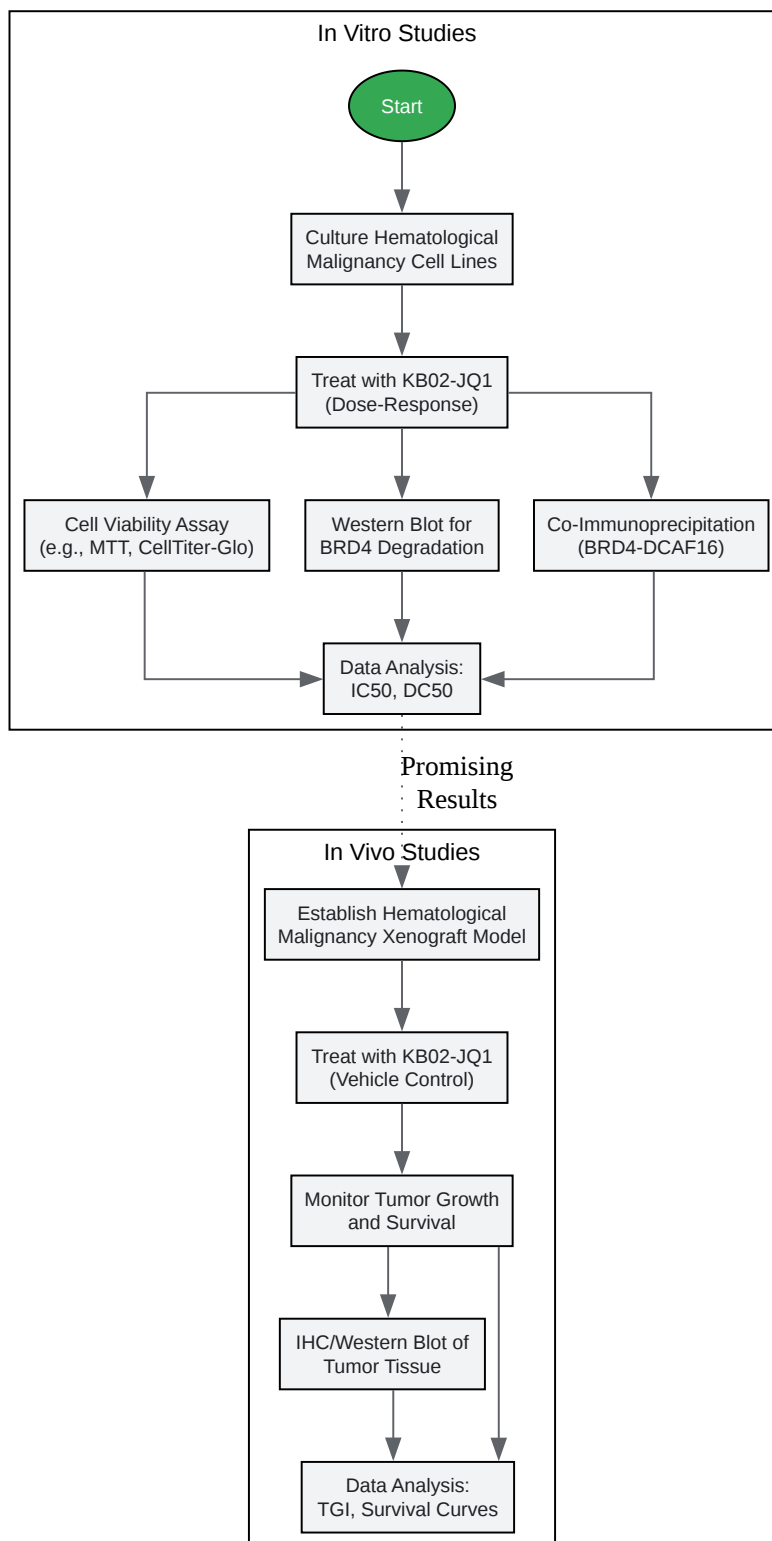 In Vitro Studies
Start
Culture Hematological
Malignancy Cell Lines
Treat with KB02-JQ1
(Dose-Response)
Cell Viability Assay
(e.g., MTT, CellTiter-Glo)
Western Blot for
BRD4 Degradation
Co-Immunoprecipitation
(BRD4-DCAF16)
Data Analysis:
IC50, DC50
Promising
Results
In Vivo Studies
Establish Hematological
Malignancy Xenograft Model
Treat with KB02-JQ1
(Vehicle Control)
Monitor Tumor Growth
and Survival
IHC/Western Blot of
Tumor Tissue
Data Analysis:
TGI, Survival Curves